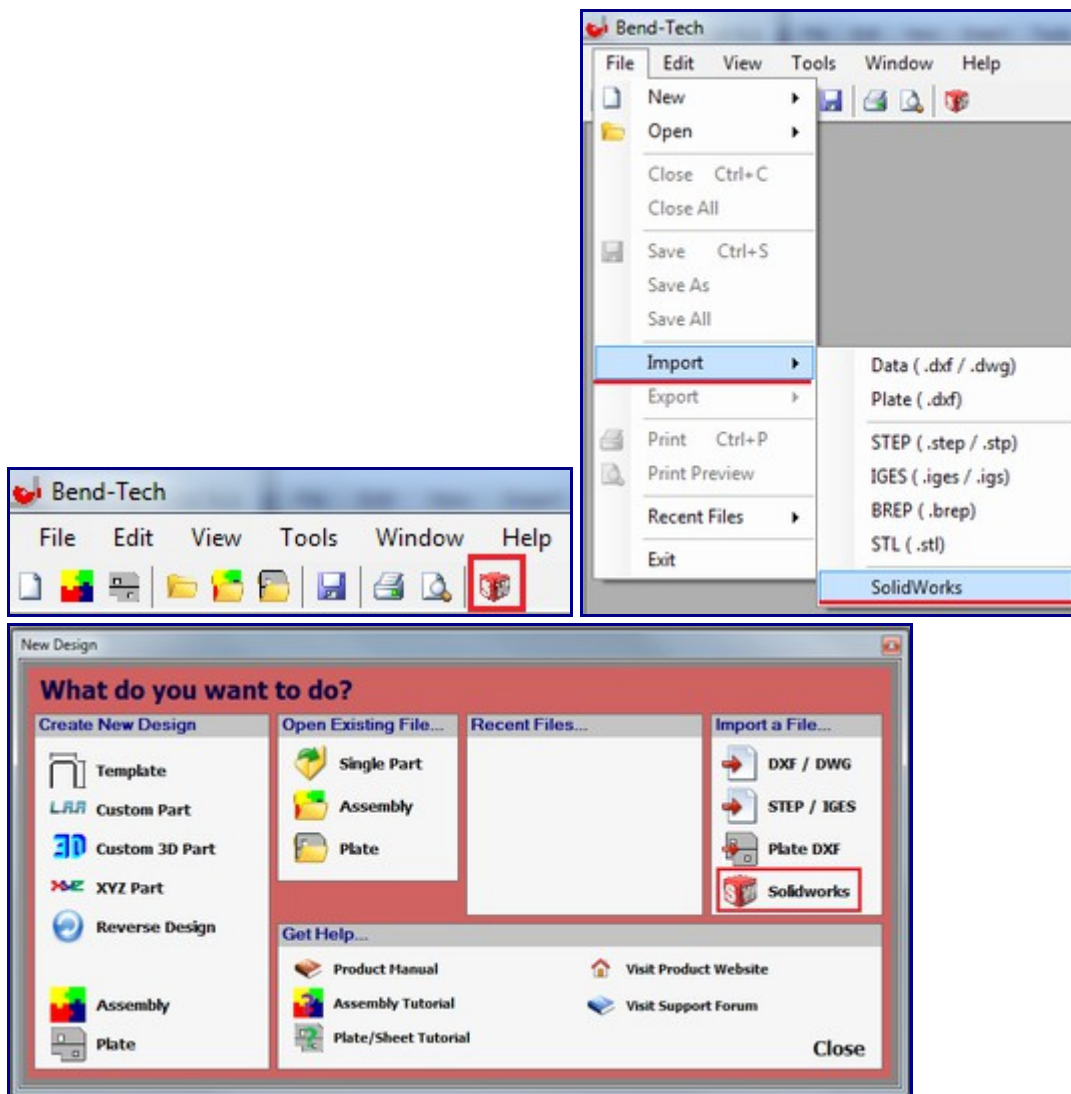 Bend-Tech
File Edit View Tools Window Help
New
Open
Close Ctrl+C
Close All
Save Ctrl+S
Save As
Save All
Import
Export
Print Ctrl+P
Print Preview
Recent Files
Exit
Data ( .dxf / .dwg)
Plate ( .dxf)
STEP ( .step / .stp)
IGES ( .iges / .igs)
BREP ( .brep)
STL ( .stl)
SolidWorks
Bend-Tech
File Edit View Tools Window Help
New Design
What do you want to do?
Create New Design
Template
Custom Part
3D Custom 3D Part
XYZ Part
Reverse Design
Assembly
Plate
Open Existing File...
Single Part
Assembly
Plate
Recent Files...
Import a File...
DXF / DWG
STEP / IGES
Plate DXF
Solidworks
Get Help...
Product Manual
Assembly Tutorial
Plate/Sheet Tutorial
Visit Product Website
Visit Support Forum
Close